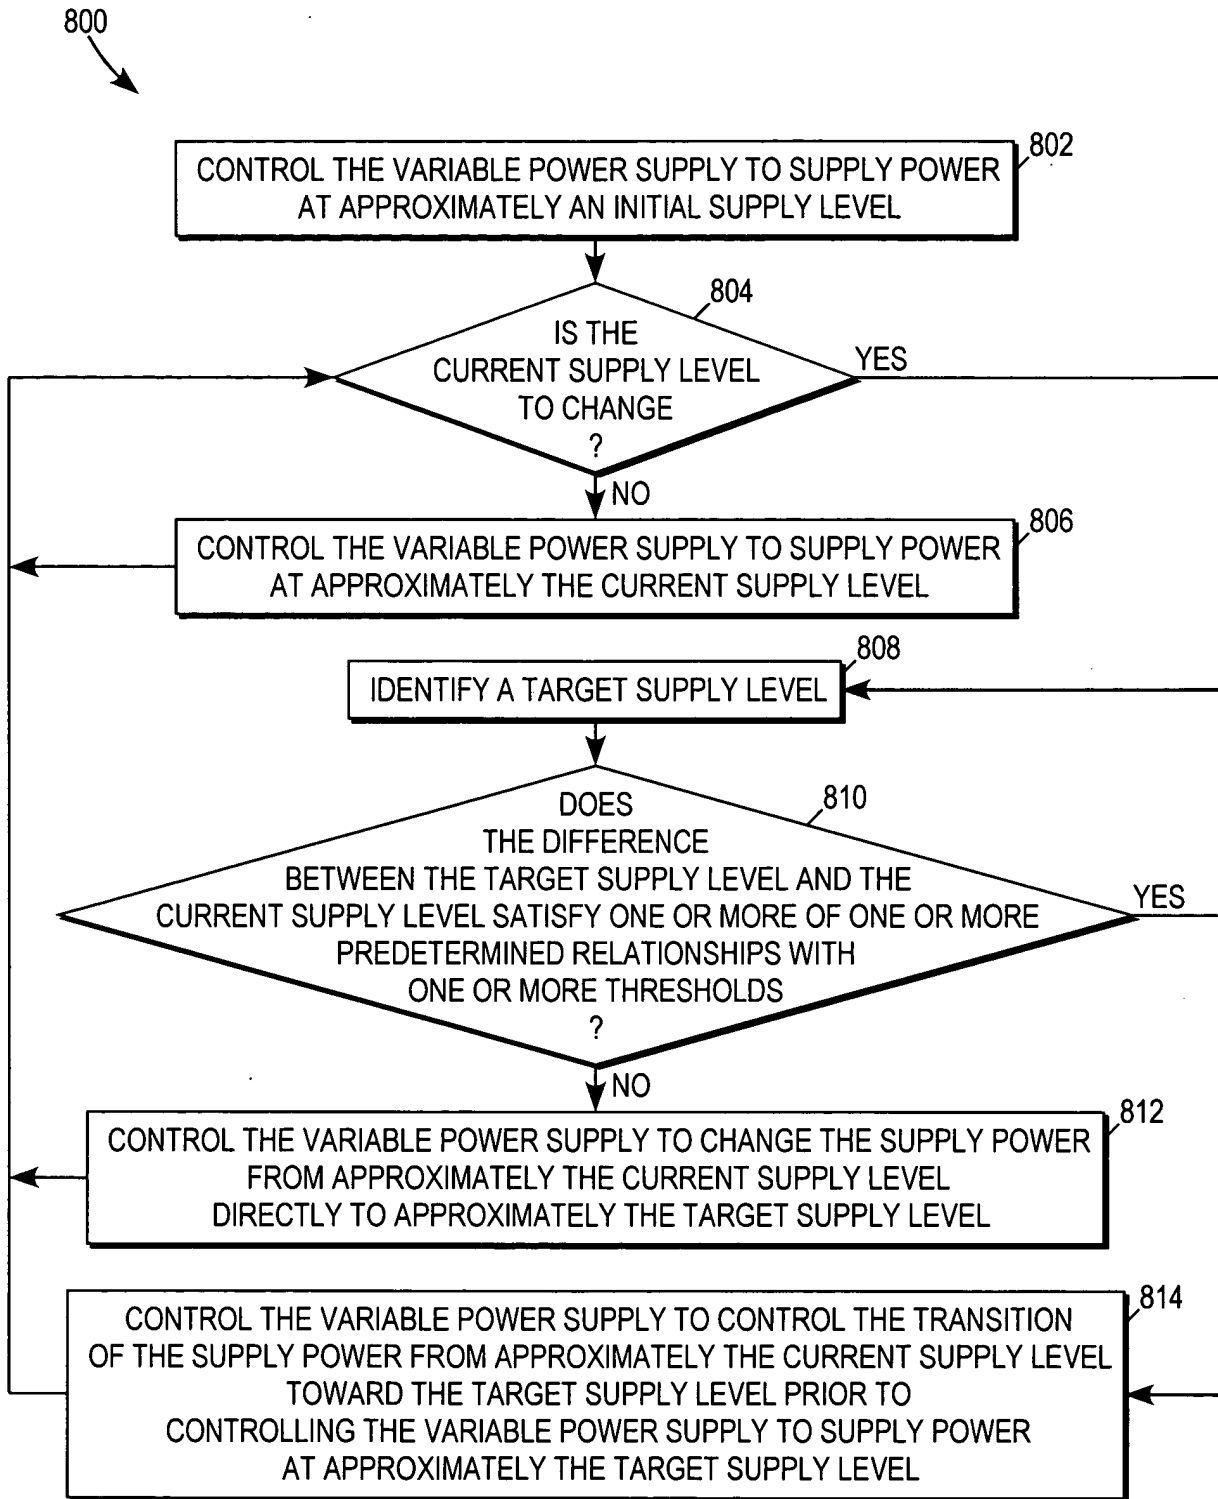 800
802
CONTROL THE VARIABLE POWER SUPPLY TO SUPPLY POWER
AT APPROXIMATELY AN INITIAL SUPPLY LEVEL
804
IS THE
CURRENT SUPPLY LEVEL
TO CHANGE
?
YES
NO
806
CONTROL THE VARIABLE POWER SUPPLY TO SUPPLY POWER
AT APPROXIMATELY THE CURRENT SUPPLY LEVEL
808
IDENTIFY A TARGET SUPPLY LEVEL
810
DOES
THE DIFFERENCE
BETWEEN THE TARGET SUPPLY LEVEL AND THE
CURRENT SUPPLY LEVEL SATISFY ONE OR MORE OF ONE OR MORE
PREDETERMINED RELATIONSHIPS WITH
ONE OR MORE THRESHOLDS
?
YES
NO
812
CONTROL THE VARIABLE POWER SUPPLY TO CHANGE THE SUPPLY POWER
FROM APPROXIMATELY THE CURRENT SUPPLY LEVEL
DIRECTLY TO APPROXIMATELY THE TARGET SUPPLY LEVEL
814
CONTROL THE VARIABLE POWER SUPPLY TO CONTROL THE TRANSITION
OF THE SUPPLY POWER FROM APPROXIMATELY THE CURRENT SUPPLY LEVEL
TOWARD THE TARGET SUPPLY LEVEL PRIOR TO
CONTROLLING THE VARIABLE POWER SUPPLY TO SUPPLY POWER
AT APPROXIMATELY THE TARGET SUPPLY LEVEL